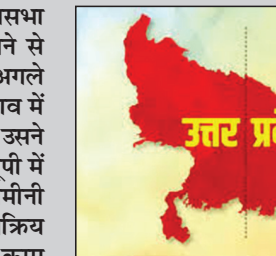 सभा
ने से
अगले
व में
उसने
पी में
मीनी
क्रिय
उत्तर प्र